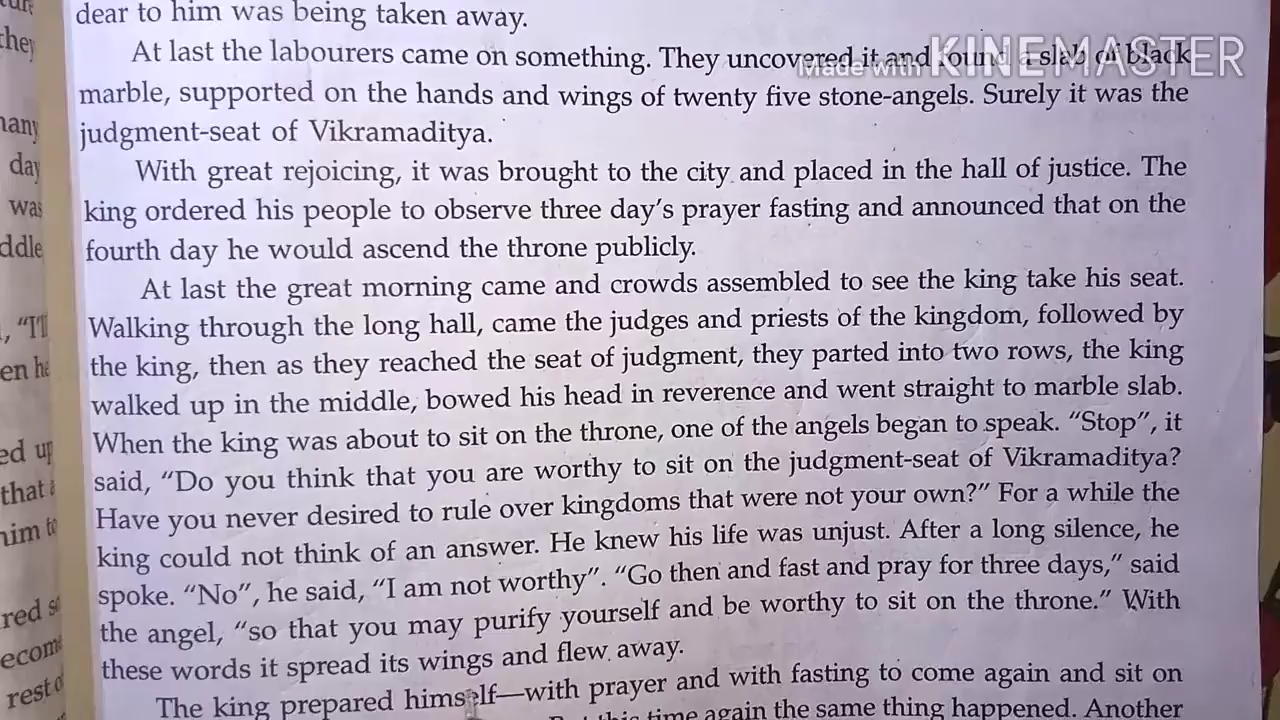 dear to him was being taken away.
At last the labourers came on something. They uncovered it and found a slab of black
Made with KINEMASTER
marble, supported on the hands and wings of twenty five stone-angels. Surely it was the
judgment-seat of Vikramaditya.
With great rejoicing, it was brought to the city and placed in the hall of justice. The
king ordered his people to observe three day's prayer fasting and announced that on the
fourth day he would ascend the throne publicly.
At last the great morning came and crowds assembled to see the king take his seat.
Walking through the long hall, came the judges and priests of the kingdom, followed by
the king, then as they reached the seat of judgment, they parted into two rows, the king
walked up in the middle, bowed his head in reverence and went straight to marble slab.
When the king was about to sit on the throne, one of the angels began to speak. “Stop”, it
said, “Do you think that you are worthy to sit on the judgment-seat of Vikramaditya?
Have you never desired to rule over kingdoms that were not your own?” For a while the
king could not think of an answer. He knew his life was unjust. After a long silence, he
spoke. “No”, he said, “I am not worthy”. “Go then and fast and pray for three days,” said
the angel, “so that you may purify yourself and be worthy to sit on the throne.” With
these words it spread its wings and flew away.
The king prepared himself—with prayer and with fasting to come again and sit on
this time again the same thing happened. Another
they
day
was